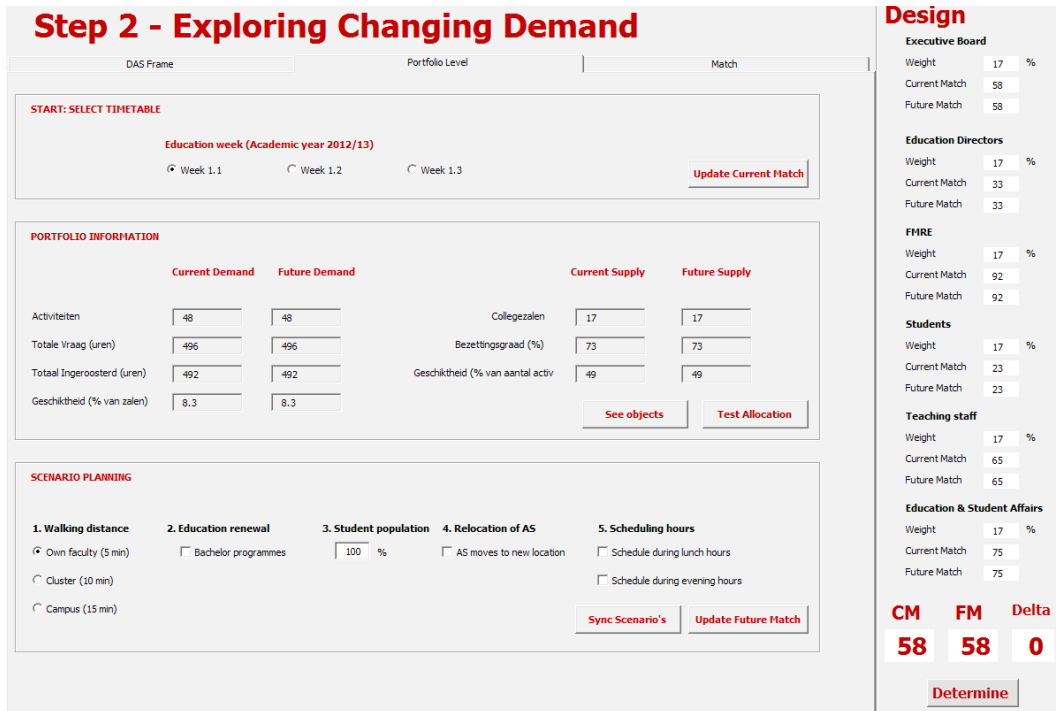 Step 2 - Exploring Changing Demand
DAS Frame
Portfolio Level
Match
START: SELECT TIMETABLE
Education week (Academic year 2012/13)
Week 1.1 Week 1.2 Week 1.3
Update Current Match
PORTFOLIO INFORMATION
Current Demand Future Demand Current Supply Future Supply
Activiteiten 48 48 Collegezalen 17 17
Totale Vraag (uren) 496 496 Bezettingsgraad (%) 73 73
Totaal Ingeroosterd (uren) 492 492 Geschiktheid (% van aantal activ 49 49
Geschiktheid (% van zalen) 8.3 8.3
See objects Test Allocation
SCENARIO PLANNING
1. Walking distance 2. Education renewal 3. Student population 4. Relocation of AS 5. Scheduling hours
Own faculty (5 min) Bachelor programmes 100 % AS moves to new location Schedule during lunch hours
Cluster (10 min) Schedule during evening hours
Campus (15 min)
Sync Scenario's Update Future Match
Design
Executive Board
Weight 17 %
Current Match 58
Future Match 58
Education Directors
Weight 17 %
Current Match 33
Future Match 33
FMRE
Weight 17 %
Current Match 92
Future Match 92
Students
Weight 17 %
Current Match 23
Future Match 23
Teaching staff
Weight 17 %
Current Match 65
Future Match 65
Education & Student Affairs
Weight 17 %
Current Match 75
Future Match 75
CM FM Delta
58 58 0
Determine